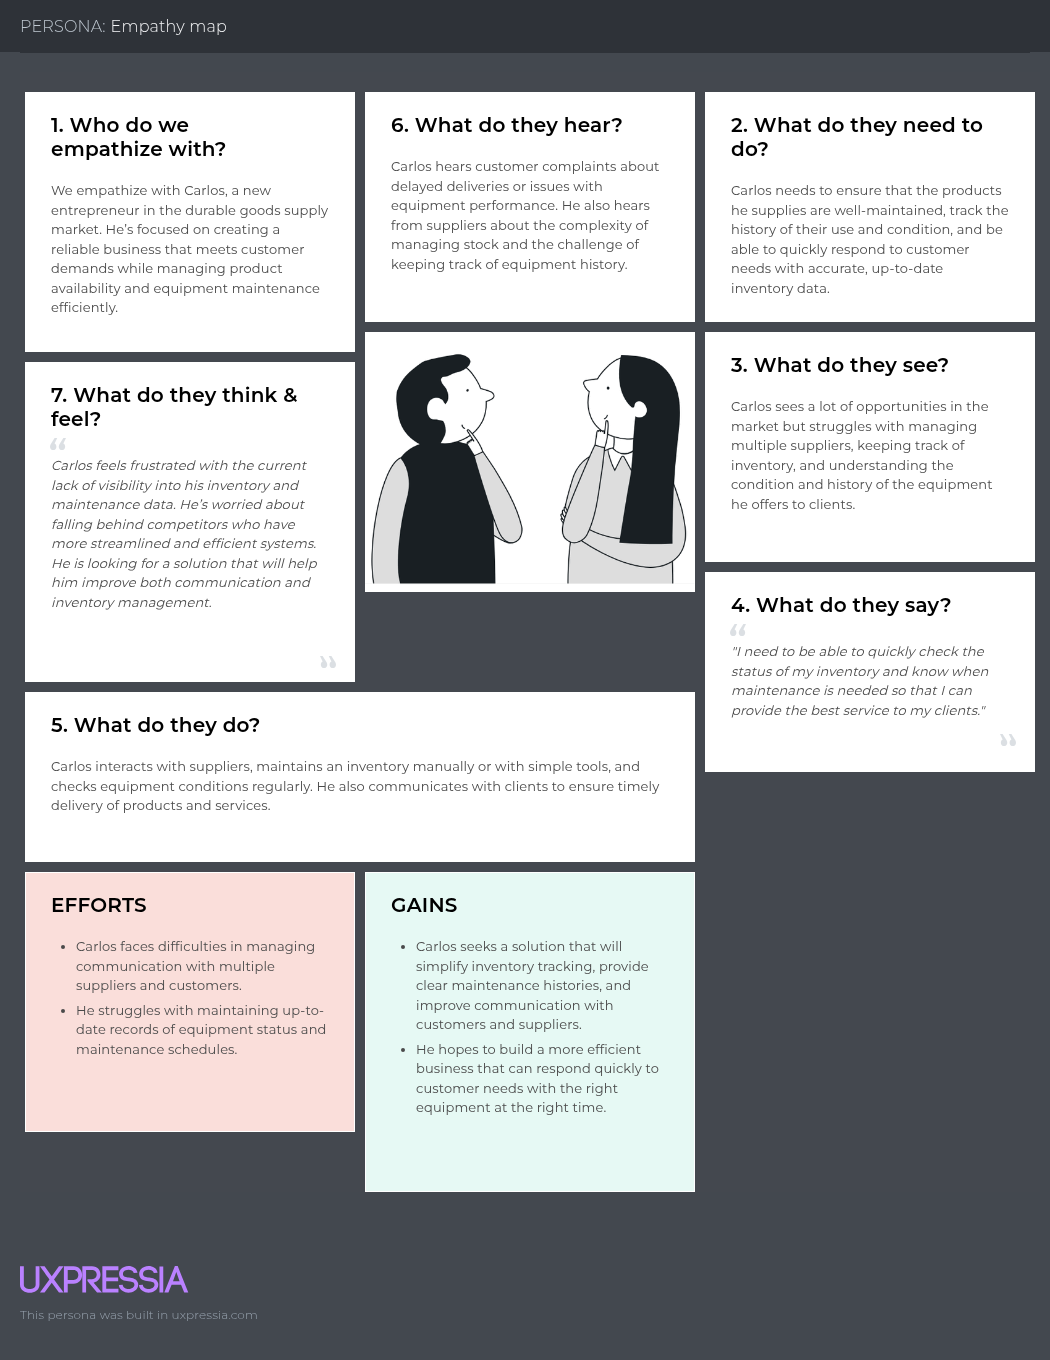 PERSONA: Empathy map
1. Who do we
empathize with?
We empathize with Carlos, a new
entrepreneur in the durable goods supply
market. He’s focused on creating a
reliable business that meets customer
demands while managing product
availability and equipment maintenance
efficiently.
6. What do they hear?
Carlos hears customer complaints about
delayed deliveries or issues with
equipment performance. He also hears
from suppliers about the complexity of
managing stock and the challenge of
keeping track of equipment history.
2. What do they need to
do?
Carlos needs to ensure that the products
he supplies are well-maintained, track the
history of their use and condition, and be
able to quickly respond to customer
needs with accurate, up-to-date
inventory data.
7. What do they think &
feel?
“
Carlos feels frustrated with the current
lack of visibility into his inventory and
maintenance data. He’s worried about
falling behind competitors who have
more streamlined and efficient systems.
He is looking for a solution that will help
him improve both communication and
inventory management.
”
3. What do they see?
Carlos sees a lot of opportunities in the
market but struggles with managing
multiple suppliers, keeping track of
inventory, and understanding the
condition and history of the equipment
he offers to clients.
4. What do they say?
“
"I need to be able to quickly check the
status of my inventory and know when
maintenance is needed so that I can
provide the best service to my clients."
”
5. What do they do?
Carlos interacts with suppliers, maintains an inventory manually or with simple tools, and
checks equipment conditions regularly. He also communicates with clients to ensure timely
delivery of products and services.
EFFORTS
• Carlos faces difficulties in managing
communication with multiple
suppliers and customers.
• He struggles with maintaining up-to-
date records of equipment status and
maintenance schedules.
GAINS
• Carlos seeks a solution that will
simplify inventory tracking, provide
clear maintenance histories, and
improve communication with
customers and suppliers.
• He hopes to build a more efficient
business that can respond quickly to
customer needs with the right
equipment at the right time.
UXPRESSIA
This persona was built in uxpressia.com